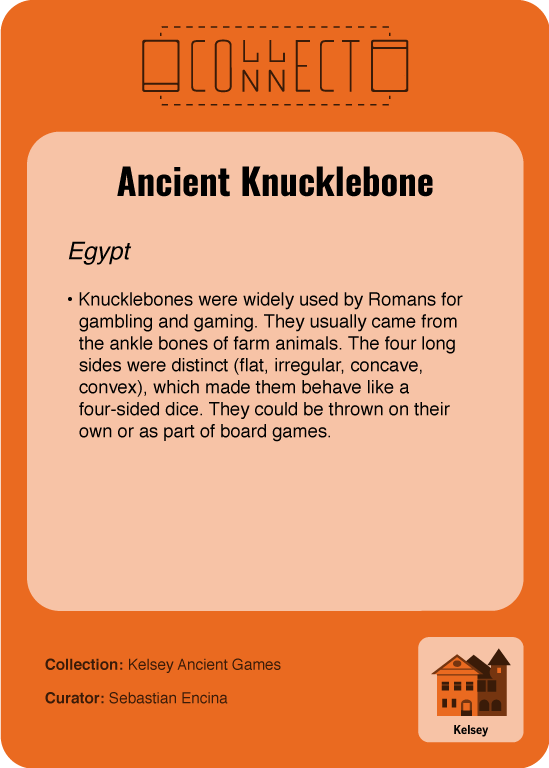 COLLNNECT
Ancient Knucklebone
Egypt
• Knucklebones were widely used by Romans for
gambling and gaming. They usually came from
the ankle bones of farm animals. The four long
sides were distinct (flat, irregular, concave,
convex), which made them behave like a
four-sided dice. They could be thrown on their
own or as part of board games.
Collection: Kelsey Ancient Games
Curator: Sebastian Encina
Kelsey